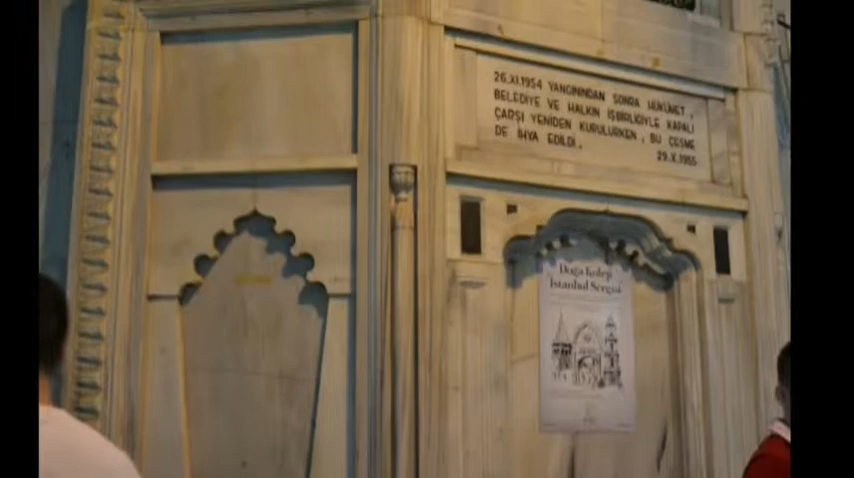 26.XI.1954 YANGININDAN SONRA HÜKÜMET,
BELEDİYE VE HALKIN İŞBİRLİĞİYLE KAPALI
ÇARŞI YENİDEN KURULURKEN, BU ÇEŞME
DE İHYA EDİLDİ.
29.X.1955
Doğa Koleji
İstanbul Sergisi